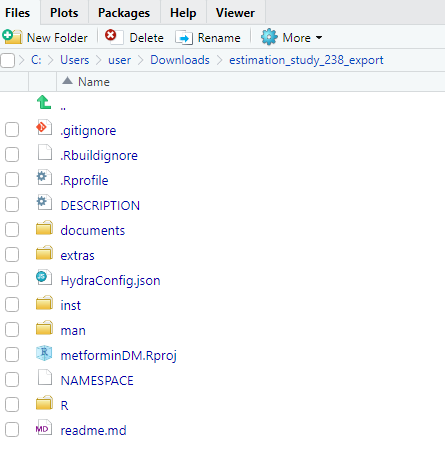 Files Plots Packages Help Viewer
New Folder Delete Rename More
C: Users user Downloads estimation_study_238_export
Name
..
.gitignore
.Rbuildignore
.Rprofile
DESCRIPTION
documents
extras
HydraConfig.json
inst
man
metforminDM.Rproj
NAMESPACE
R
readme.md